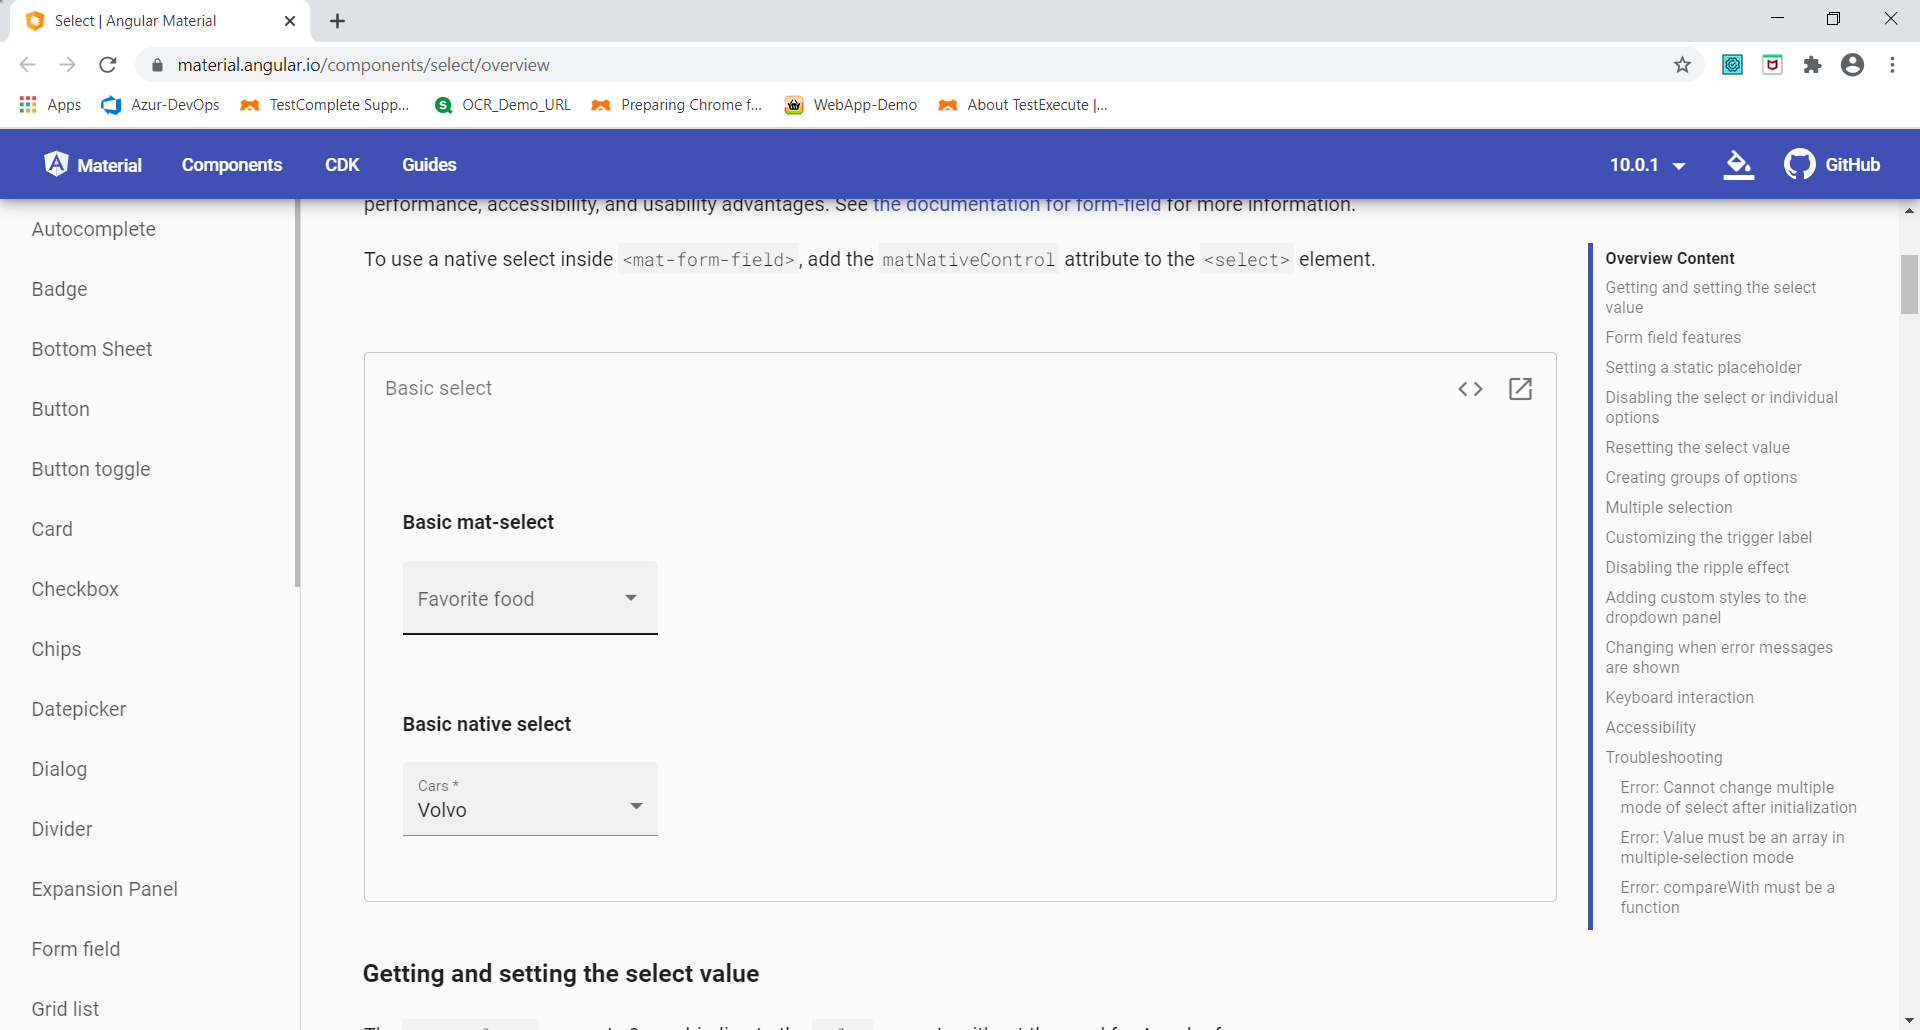 Select | Angular Material
material.angular.io/components/select/overview
Apps
Azur-DevOps
TestComplete Supp...
OCR_Demo_URL
Preparing Chrome f...
WebApp-Demo
About TestExecute |...
Material
Components
CDK
Guides
10.0.1
GitHub
Autocomplete
Badge
Bottom Sheet
Button
Button toggle
Card
Checkbox
Chips
Datepicker
Dialog
Divider
Expansion Panel
Form field
Grid list
performance, accessibility, and usability advantages. See the documentation for form-field for more information.
To use a native select inside <mat-form-field>, add the matNativeControl attribute to the <select> element.
Basic select
Basic mat-select
Favorite food
Basic native select
Cars *
Volvo
Getting and setting the select value
Overview Content
Getting and setting the select
value
Form field features
Setting a static placeholder
Disabling the select or individual
options
Resetting the select value
Creating groups of options
Multiple selection
Customizing the trigger label
Disabling the ripple effect
Adding custom styles to the
dropdown panel
Changing when error messages
are shown
Keyboard interaction
Accessibility
Troubleshooting
Error: Cannot change multiple
mode of select after initialization
Error: Value must be an array in
multiple-selection mode
Error: compareWith must be a
function